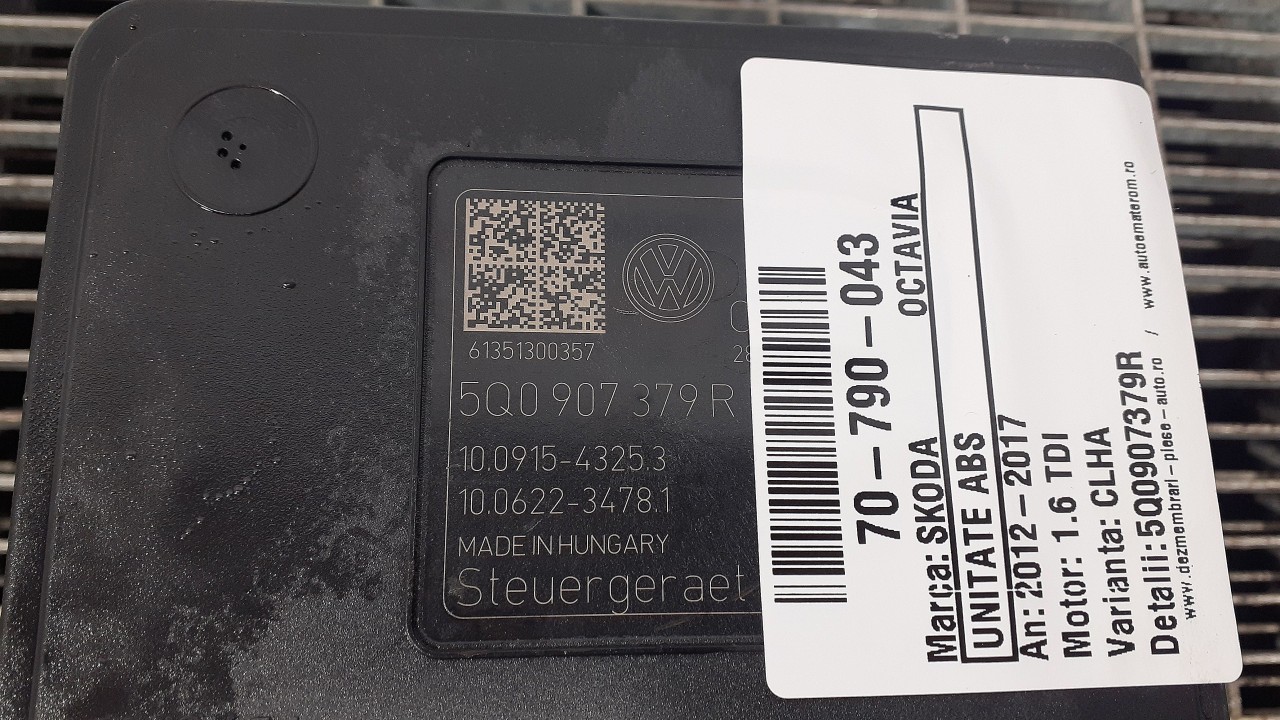 61351300357
28
5Q0 907 379 R
10.0915-4325.3
10.0622-3478.1
MADE IN HUNGARY
Steuergeraet
70-790-043
Marca: SKODA OCTAVIA
UNITATE ABS
An: 2012-2017
Motor: 1.6 TDI
Varianta: CLHA
Detalii: 5Q0907379R
www.dezmembrari-piese-auto.ro / www.autoematerom.ro